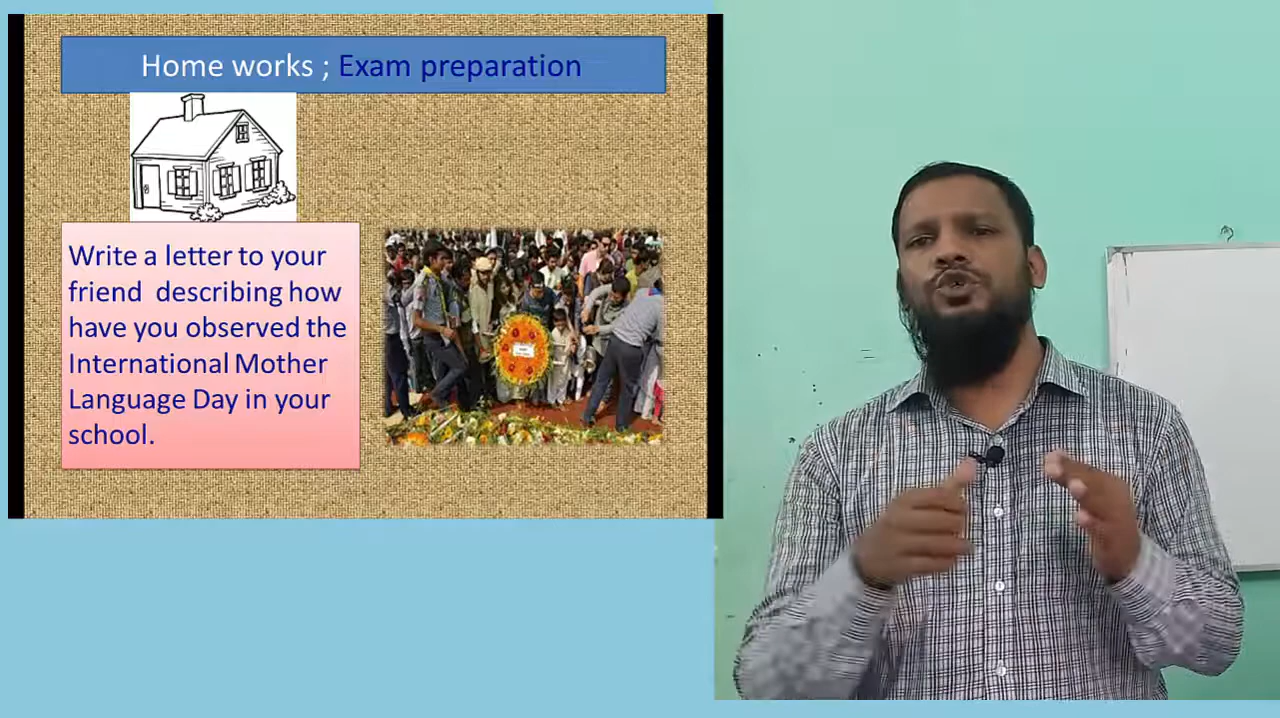 Home works ; Exam preparation
Write a letter to your
friend describing how
have you observed the
International Mother
Language Day in your
school.